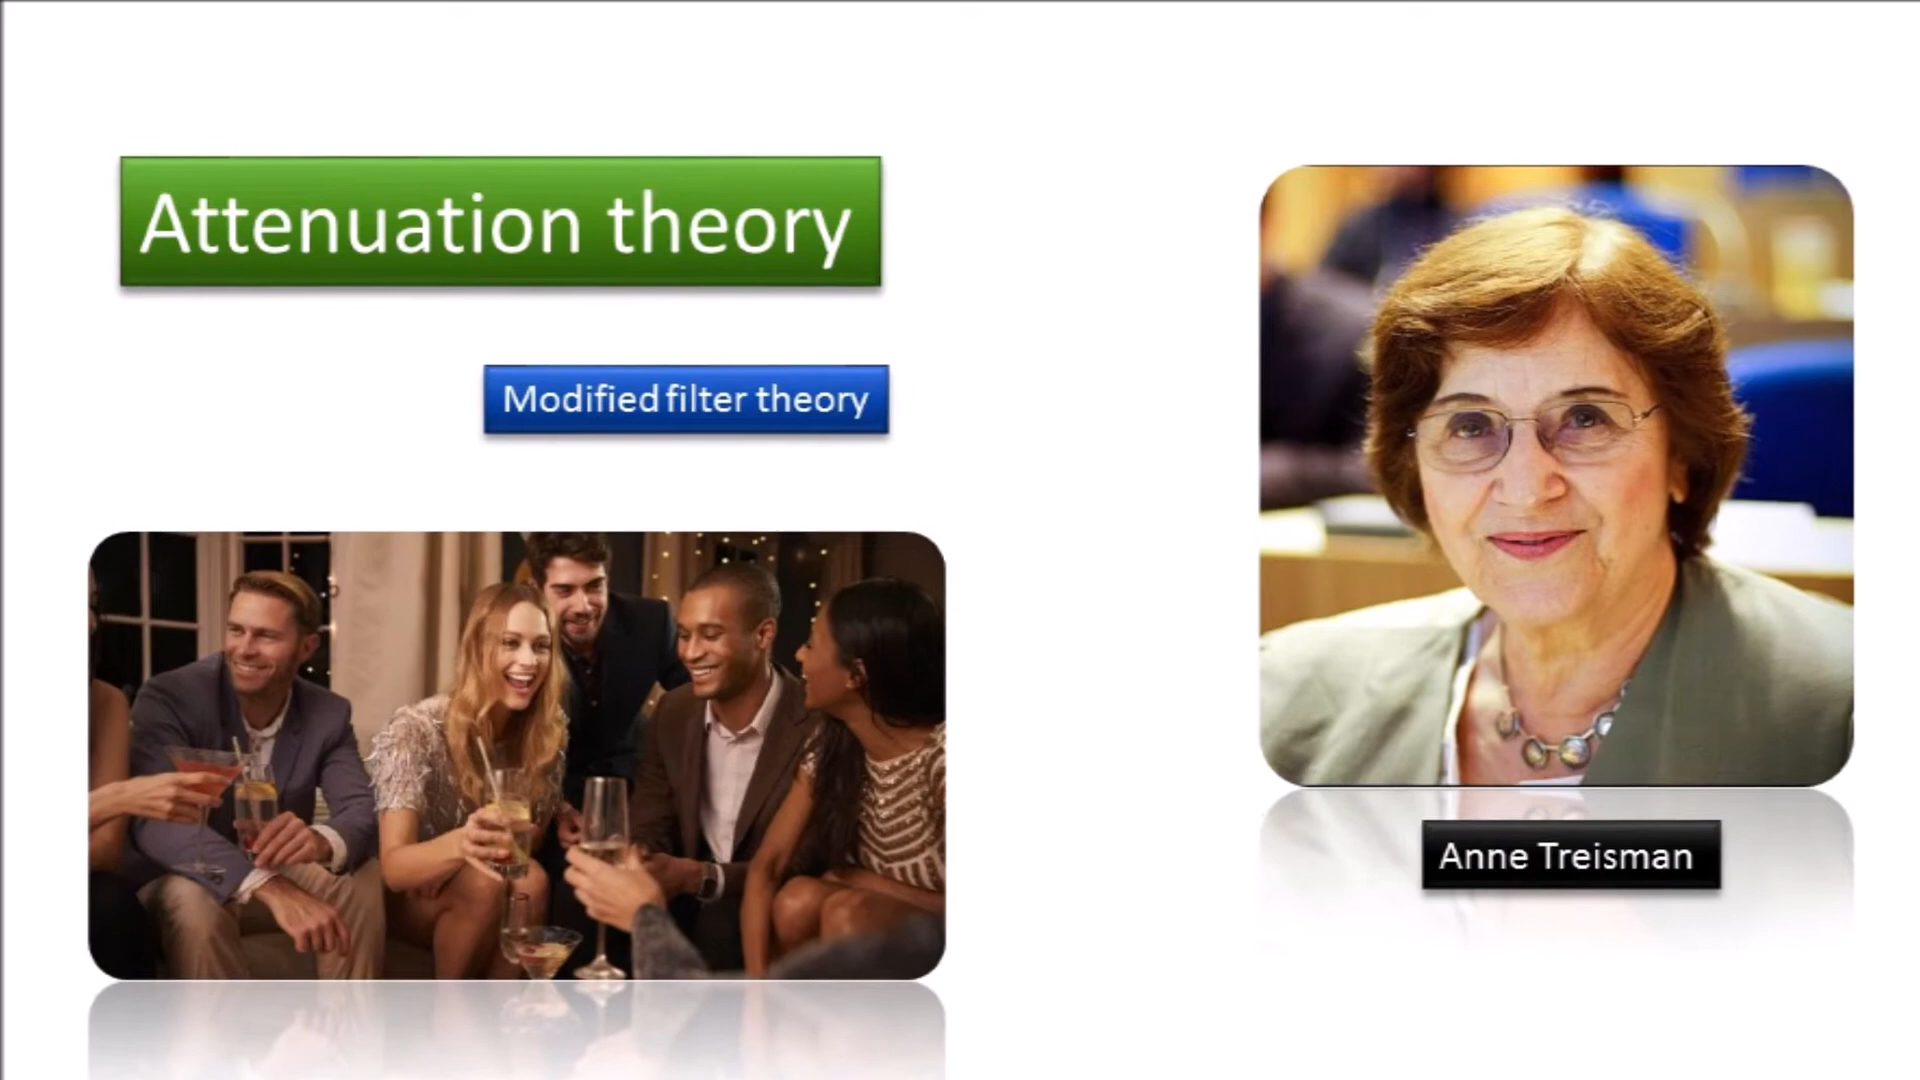 Attenuation theory
Modified filter theory
Anne Treisman